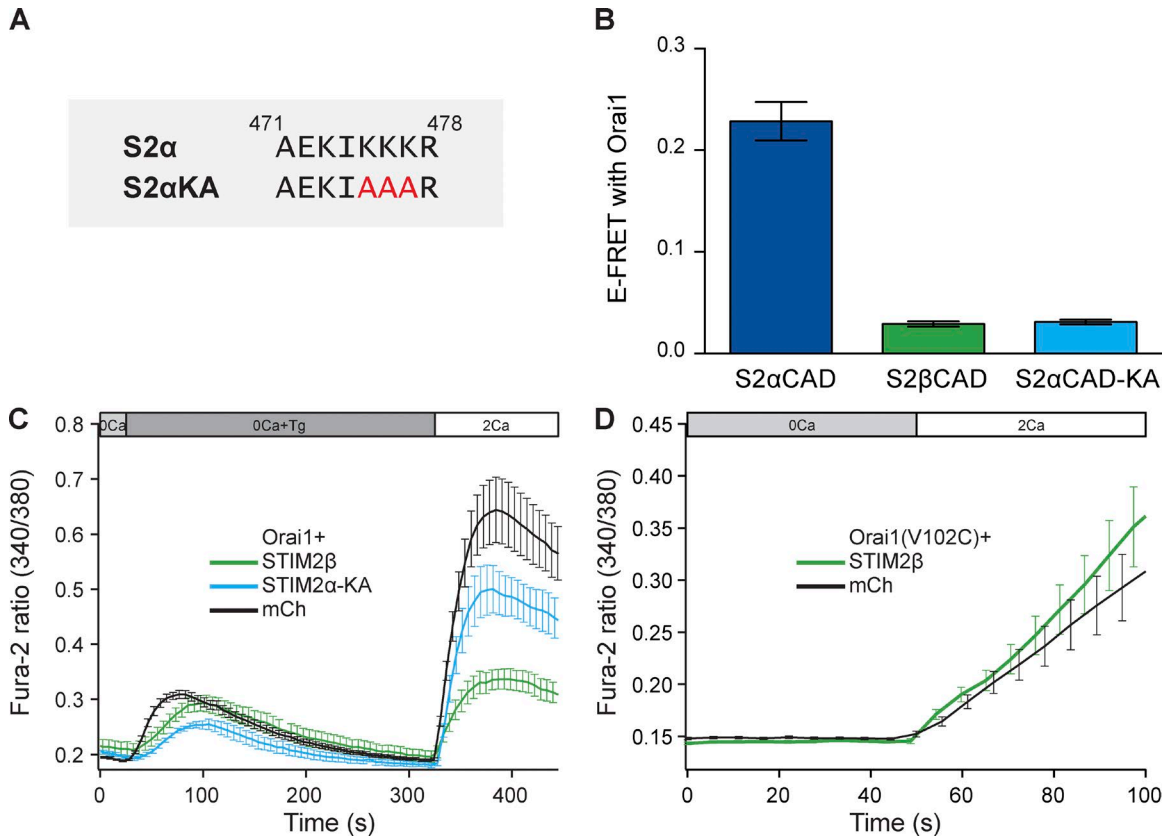 A
471 478
S2α AEKIKKKR
S2αKA AEKIAAAR
B
E-FRET with Orai1
0.3
0.2
0.1
0.0
S2αCAD S2βCAD S2αCAD-KA
C
0Ca 0Ca+Tg 2Ca
Fura-2 ratio (340/380)
0.8
0.7
0.6
0.5
0.4
0.3
0.2
Orai1+
STIM2β
STIM2α-KA
mCh
0 100 200 300 400
Time (s)
D
0Ca 2Ca
Fura-2 ratio (340/380)
0.45
0.40
0.35
0.30
0.25
0.20
0.15
Orai1(V102C)+
STIM2β
mCh
0 20 40 60 80 100
Time (s)